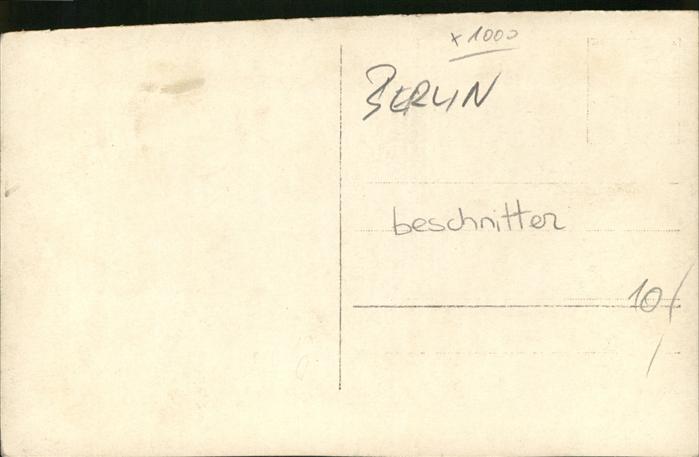 x 1000
BERLIN
beschnitten
10/